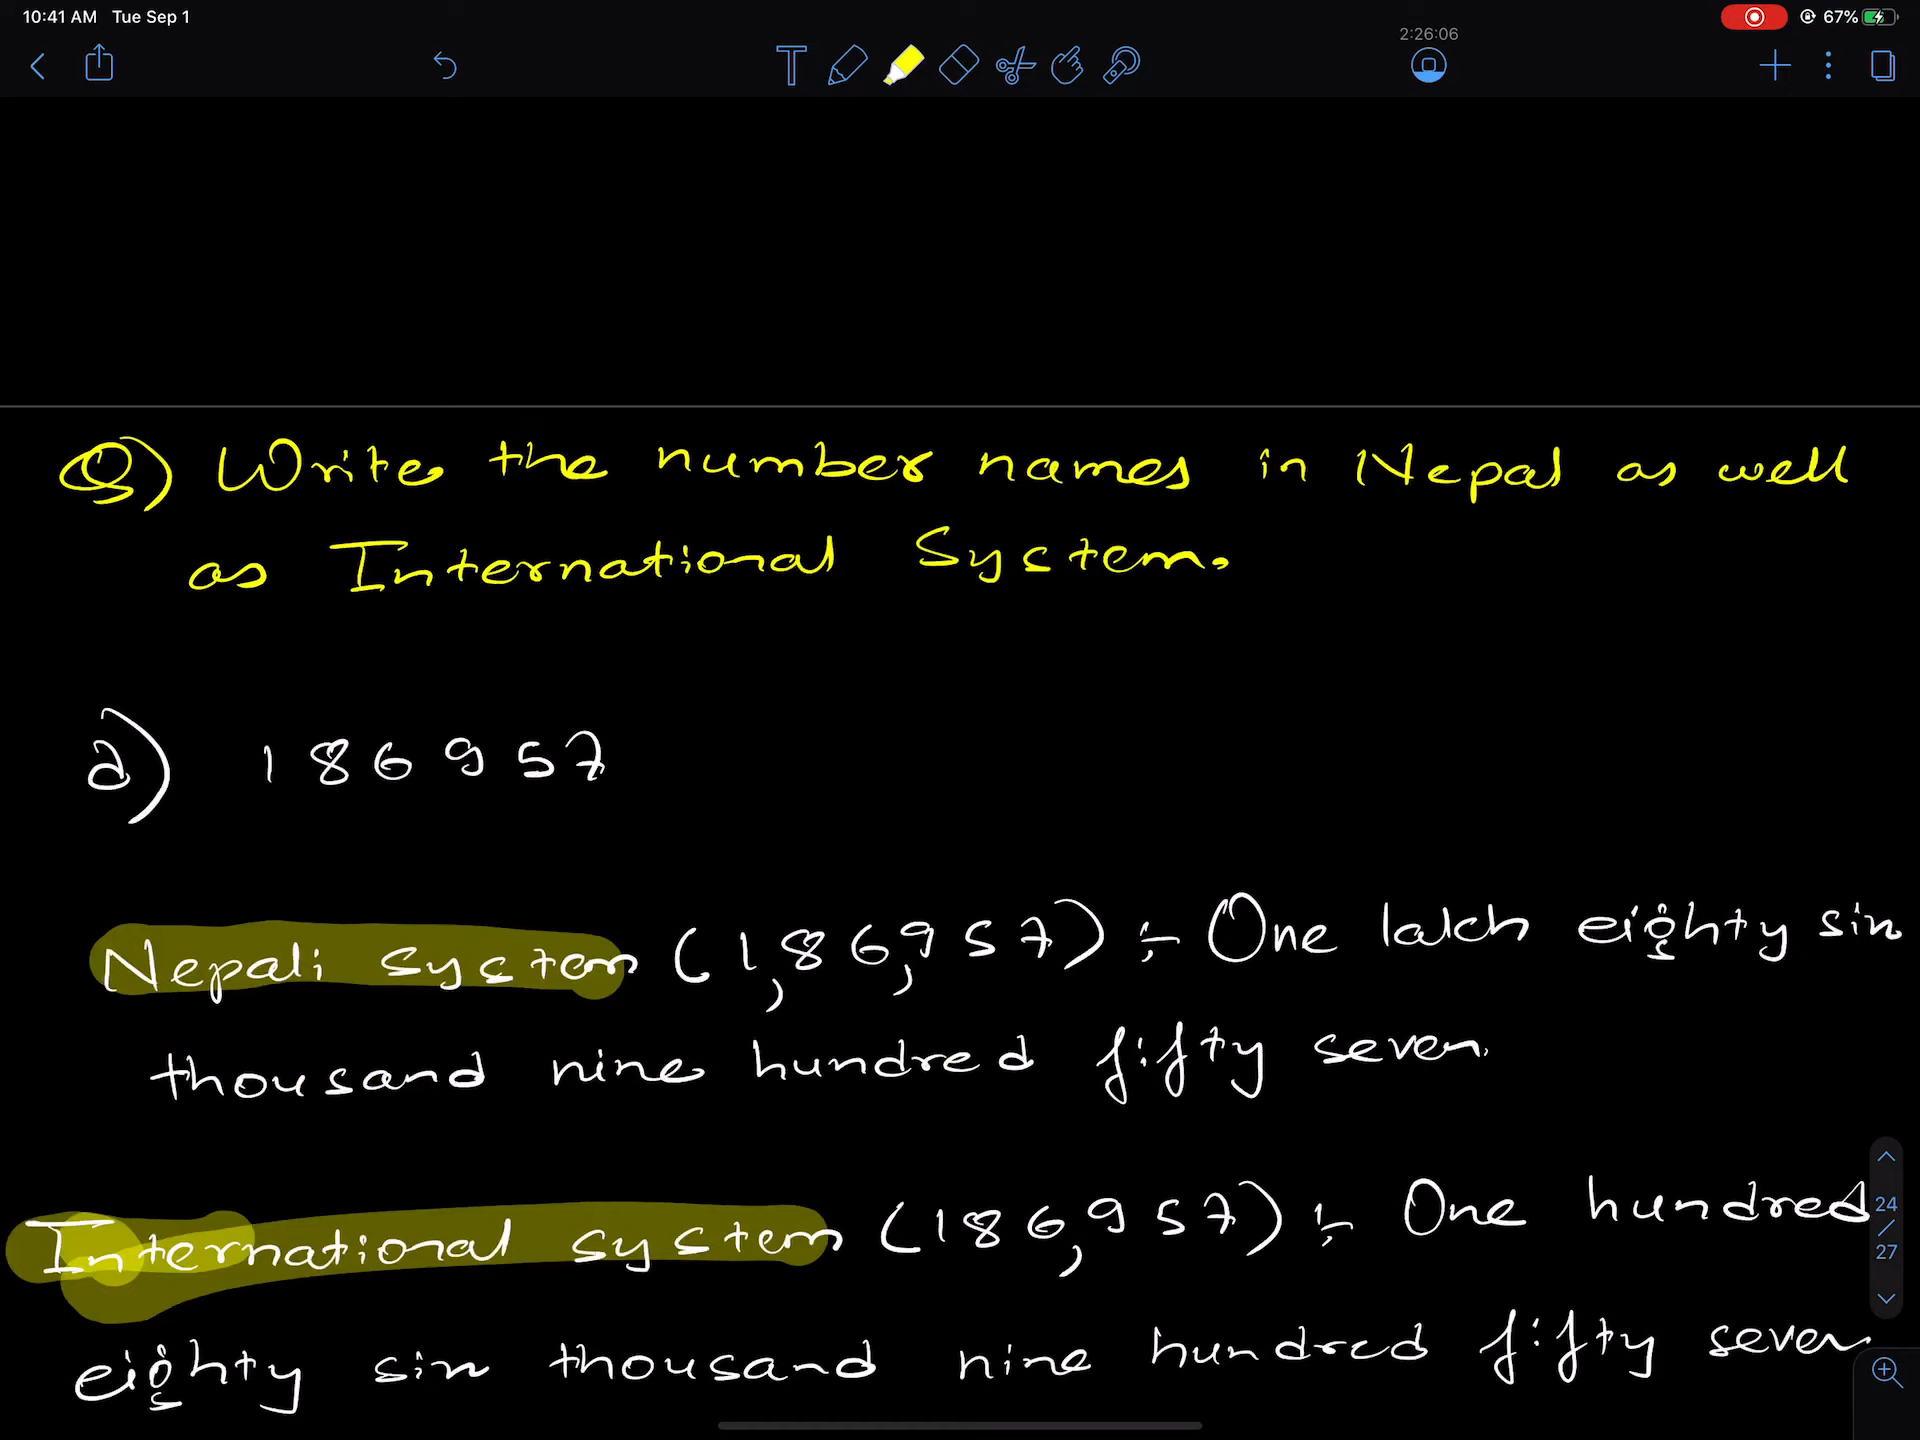 10:41 AM Tue Sep 1
67%
2:26:06
Q) Write the number names in Nepal as well
as International System.
a) 186957
Nepali system (1,86,957) :- One lakh eighty six
thousand nine hundred fifty seven.
International system (186,957) :- One hundred
eighty six thousand nine hundred fifty seven
24
/
27